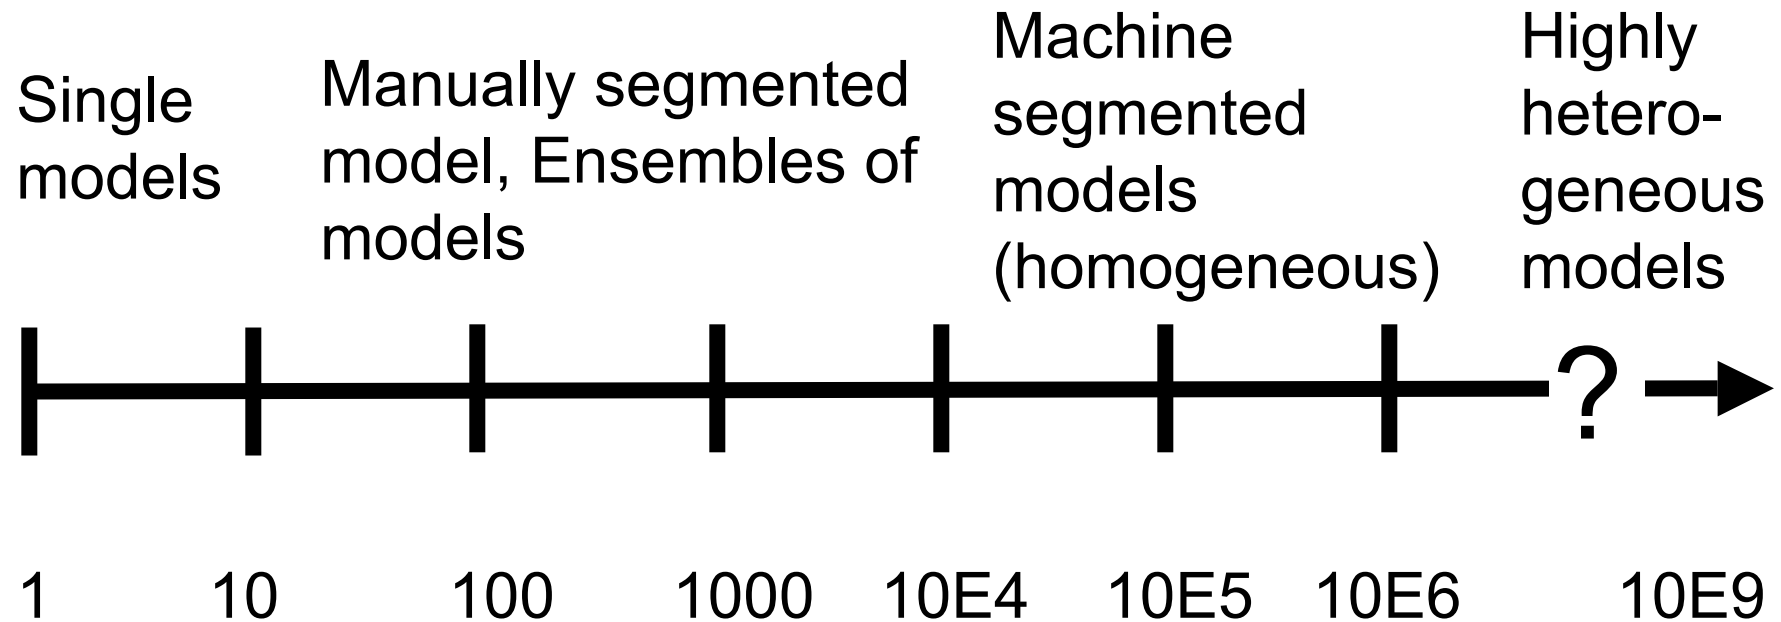 Single
models
Manually segmented
model, Ensembles of
models
Machine
segmented
models
(homogeneous)
Highly
hetero-
geneous
models
?
1 10 100 1000 10E4 10E5 10E6 10E9